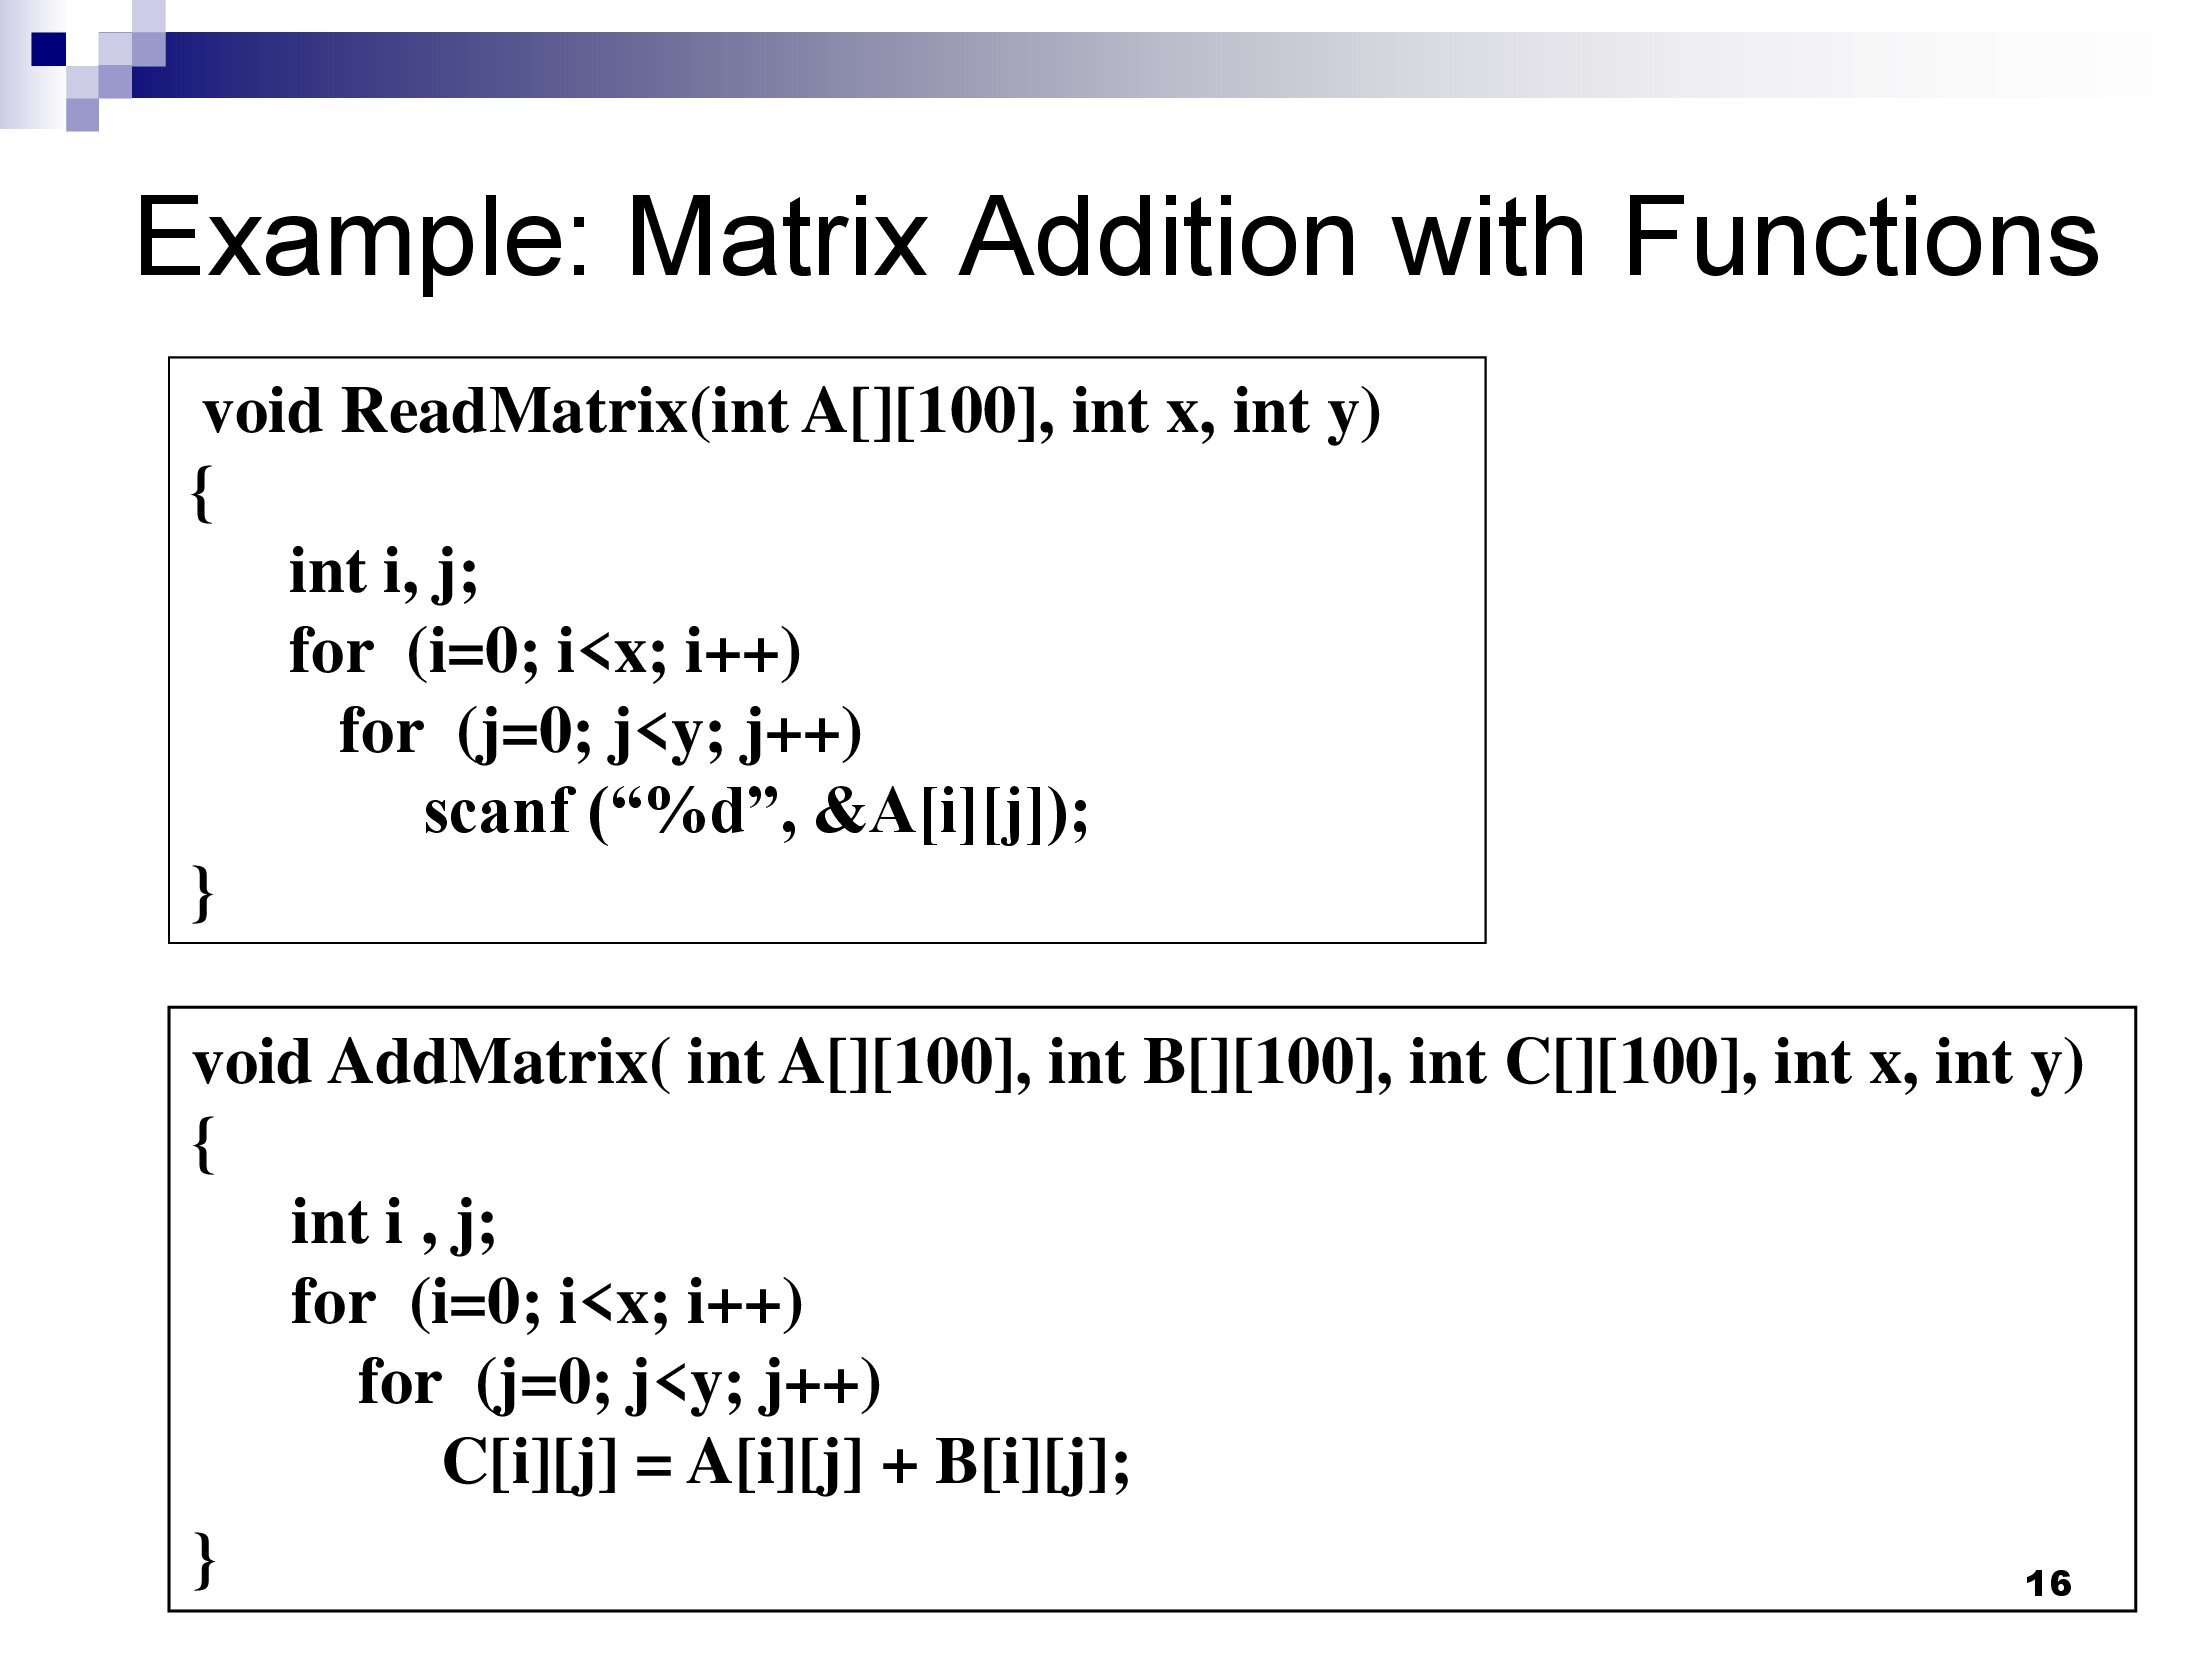 Example: Matrix Addition with Functions
void ReadMatrix(int A[][100], int x, int y)
{
int i, j;
for  (i=0; i<x; i++)
for  (j=0; j<y; j++)
scanf (“%d”, &A[i][j]);
}
void AddMatrix( int A[][100], int B[][100], int C[][100], int x, int y)
{
int i , j;
for  (i=0; i<x; i++)
for  (j=0; j<y; j++)
C[i][j] = A[i][j] + B[i][j];
}
16